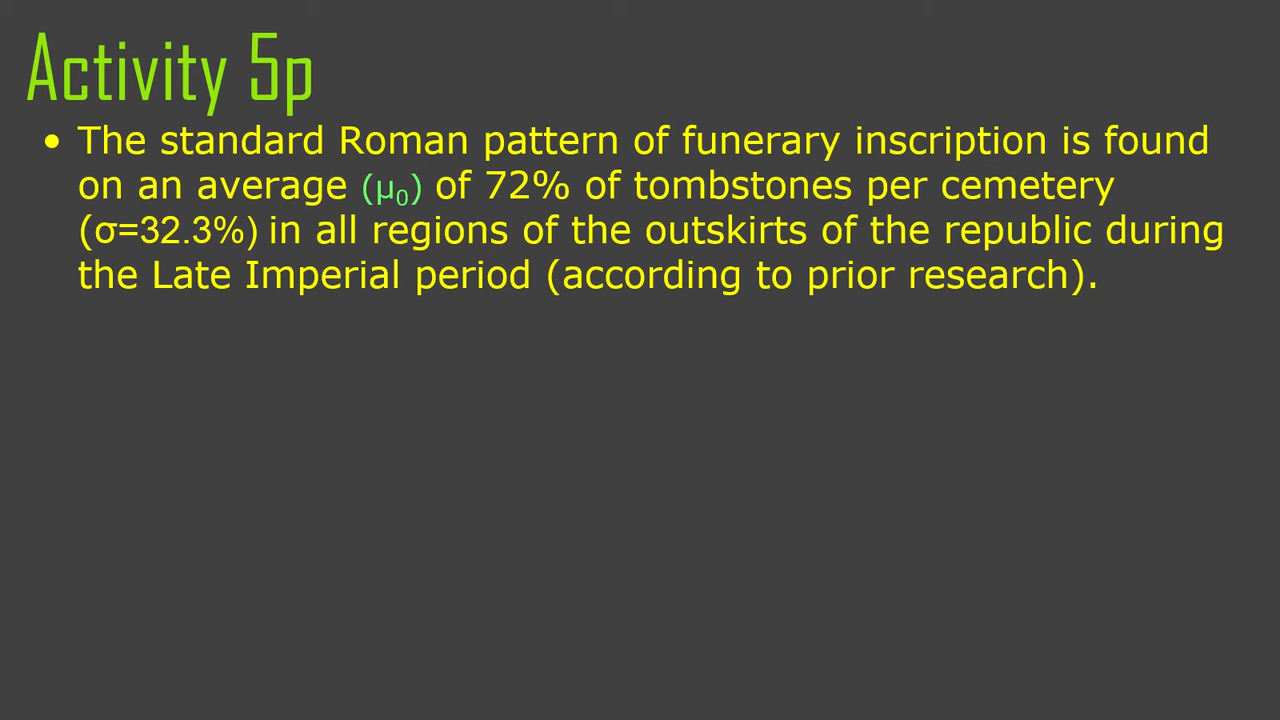 Activity 5p
• The standard Roman pattern of funerary inscription is found
on an average (μ₀) of 72% of tombstones per cemetery
(σ=32.3%) in all regions of the outskirts of the republic during
the Late Imperial period (according to prior research).